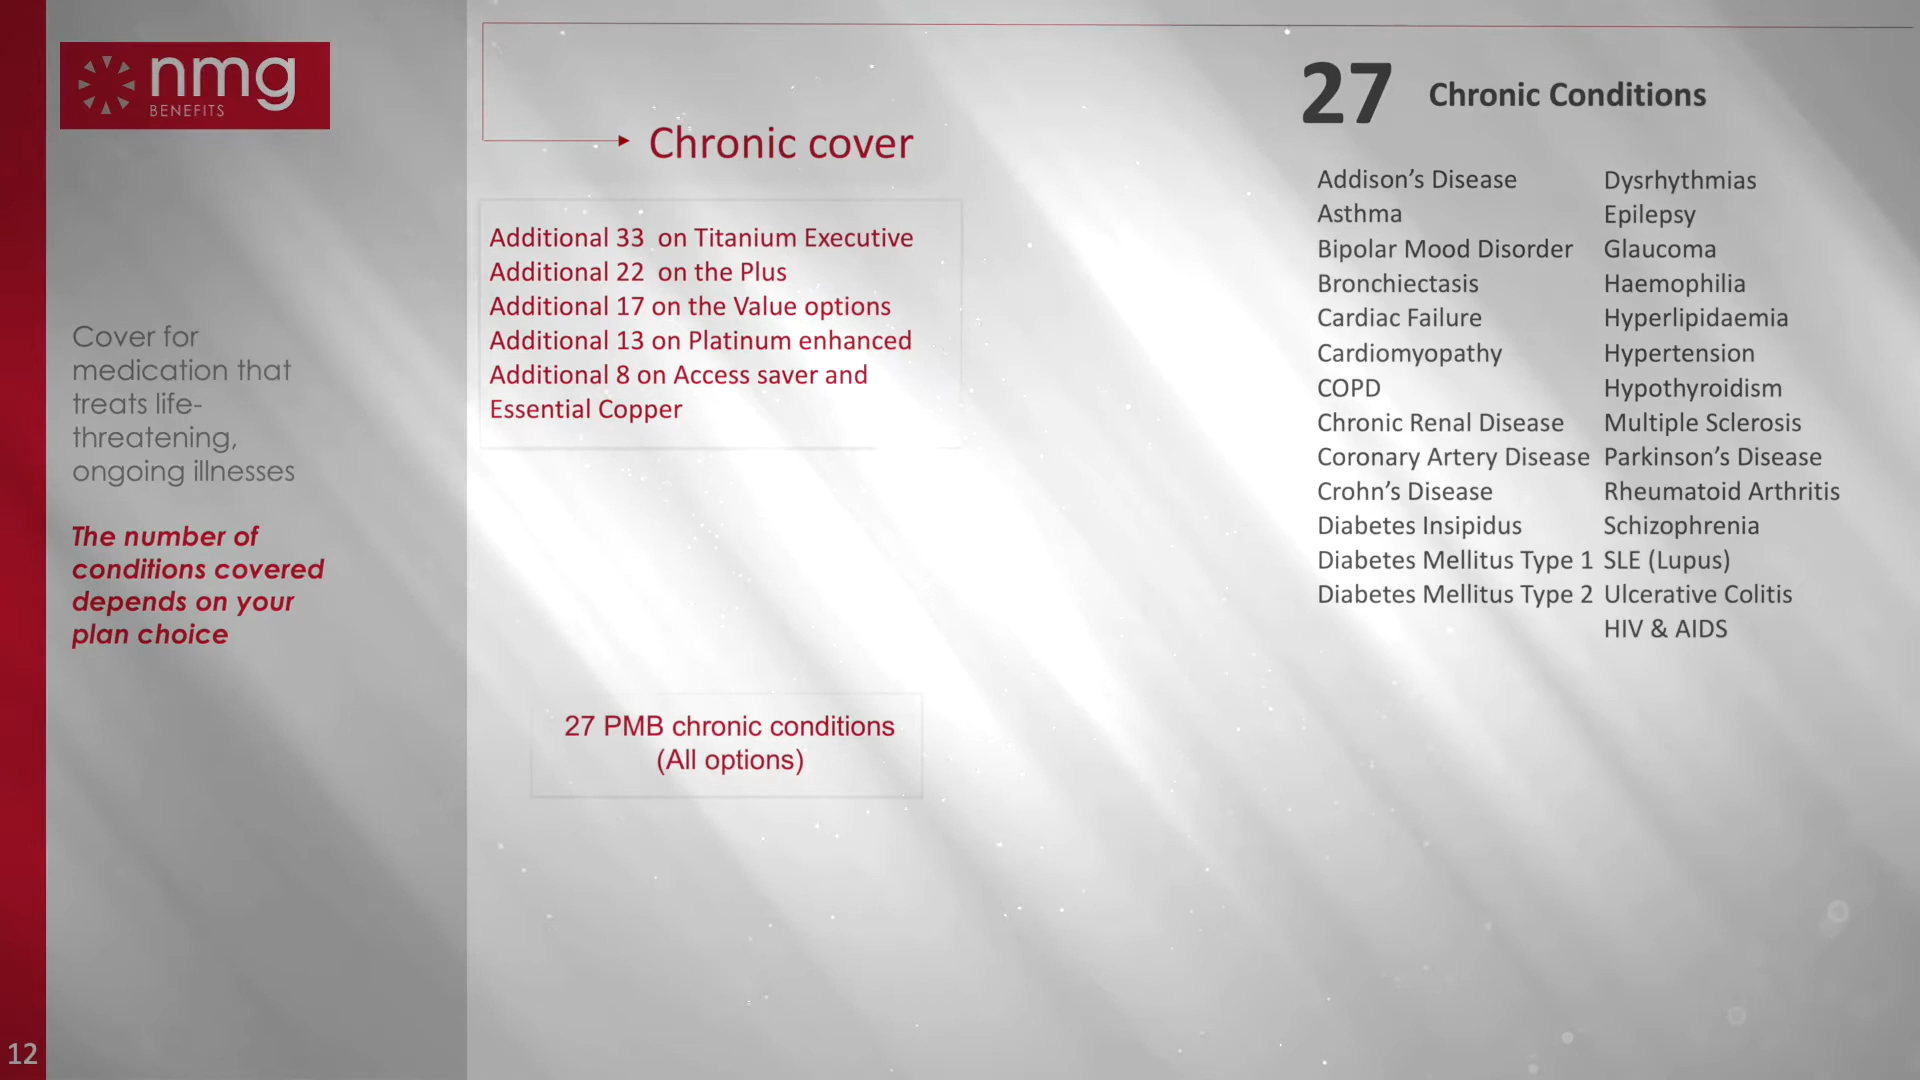 nmg
BENEFITS
Cover for
medication that
treats life-
threatening,
ongoing illnesses
The number of
conditions covered
depends on your
plan choice
12
Chronic cover
Additional 33 on Titanium Executive
Additional 22 on the Plus
Additional 17 on the Value options
Additional 13 on Platinum enhanced
Additional 8 on Access saver and
Essential Copper
27 PMB chronic conditions
(All options)
27 Chronic Conditions
Addison’s Disease
Asthma
Bipolar Mood Disorder
Bronchiectasis
Cardiac Failure
Cardiomyopathy
COPD
Chronic Renal Disease
Coronary Artery Disease
Crohn’s Disease
Diabetes Insipidus
Diabetes Mellitus Type 1
Diabetes Mellitus Type 2
Dysrhythmias
Epilepsy
Glaucoma
Haemophilia
Hyperlipidaemia
Hypertension
Hypothyroidism
Multiple Sclerosis
Parkinson’s Disease
Rheumatoid Arthritis
Schizophrenia
SLE (Lupus)
Ulcerative Colitis
HIV & AIDS